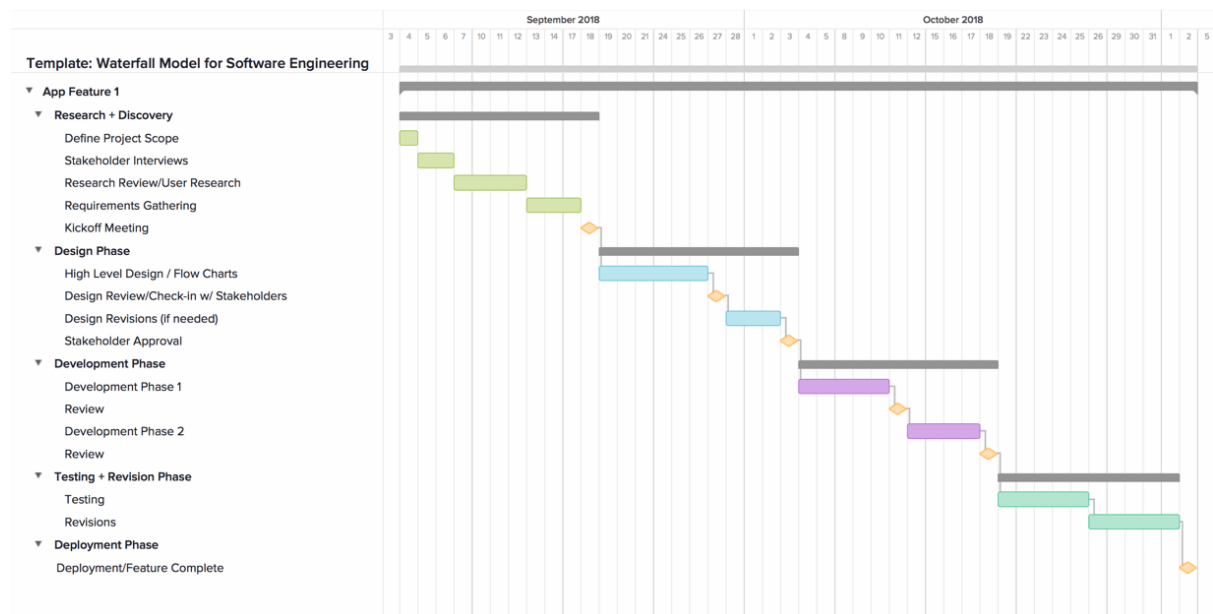 September 2018 October 2018
3 4 5 6 7 10 11 12 13 14 17 18 19 20 21 24 25 26 27 28 1 2 3 4 5 8 9 10 11 12 15 16 17 18 19 22 23 24 25 26 29 30 31 1 2 5
Template: Waterfall Model for Software Engineering
App Feature 1
Research + Discovery
Define Project Scope
Stakeholder Interviews
Research Review/User Research
Requirements Gathering
Kickoff Meeting
Design Phase
High Level Design / Flow Charts
Design Review/Check-in w/ Stakeholders
Design Revisions (if needed)
Stakeholder Approval
Development Phase
Development Phase 1
Review
Development Phase 2
Review
Testing + Revision Phase
Testing
Revisions
Deployment Phase
Deployment/Feature Complete